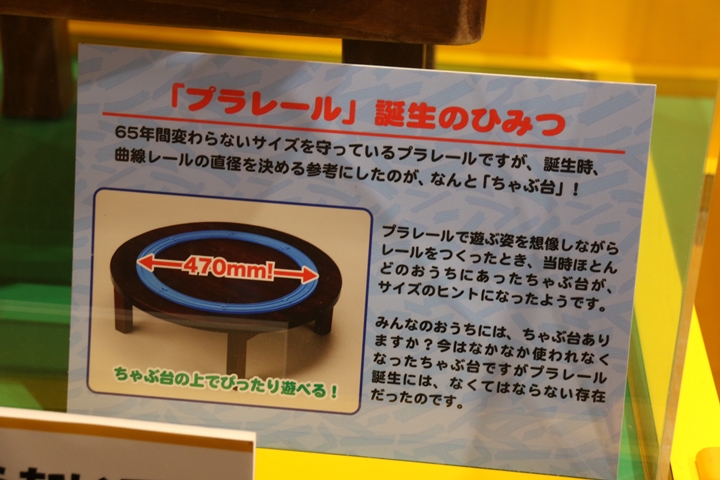 「プラレール」誕生のひみつ
65年間変わらないサイズを守っているプラレールですが、誕生時、
曲線レールの直径を決める参考にしたのが、なんと「ちゃぶ台」!
470mm!
ちゃぶ台の上でぴったり遊べる!
プラレールで遊ぶ姿を想像しながら
レールをつくったとき、当時ほとん
どのおうちにあったちゃぶ台が、
サイズのヒントになったようです。
みんなのおうちには、ちゃぶ台あり
ますか?今はなかなか使われなく
なったちゃぶ台ですがプラレール
誕生には、なくてはならない存在
だったのです。